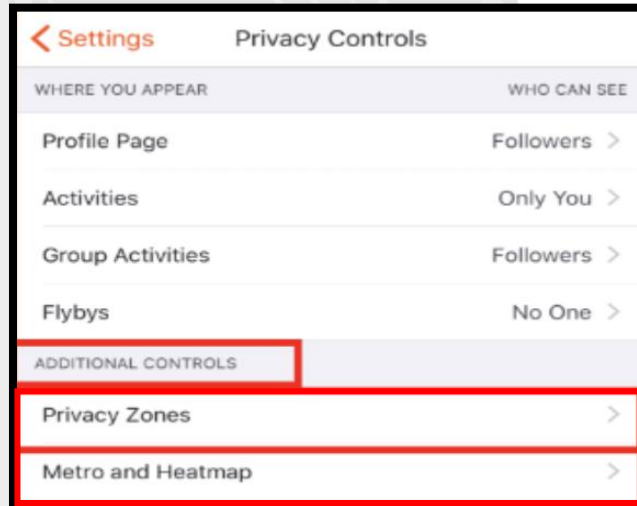 Settings Privacy Controls
WHERE YOU APPEAR WHO CAN SEE
Profile Page Followers
Activities Only You
Group Activities Followers
Flybys No One
ADDITIONAL CONTROLS
Privacy Zones
Metro and Heatmap